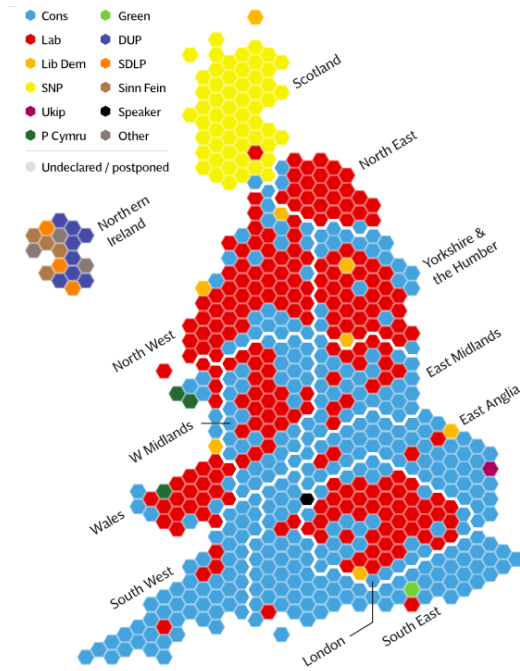 Cons
Green
Lab
DUP
Lib Dem
SDLP
SNP
Sinn Fein
Ukip
Speaker
P Cymru
Other
Undeclared / postponed
Scotland
North East
Northern
Ireland
Yorkshire &
the Humber
North West
East Midlands
East Anglia
W Midlands
Wales
South West
London
South East